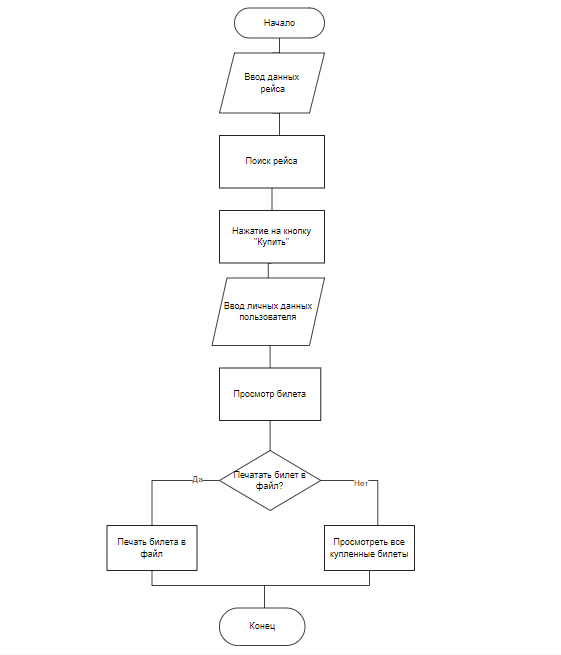 Начало
Ввод данных
рейса
Поиск рейса
Нажатие на кнопку
"Купить"
Ввод личных данных
пользователя
Просмотр билета
Печатать билет в
файл?
Да
Нет
Печать билета в
файл
Просмотреть все
купленные билеты
Конец